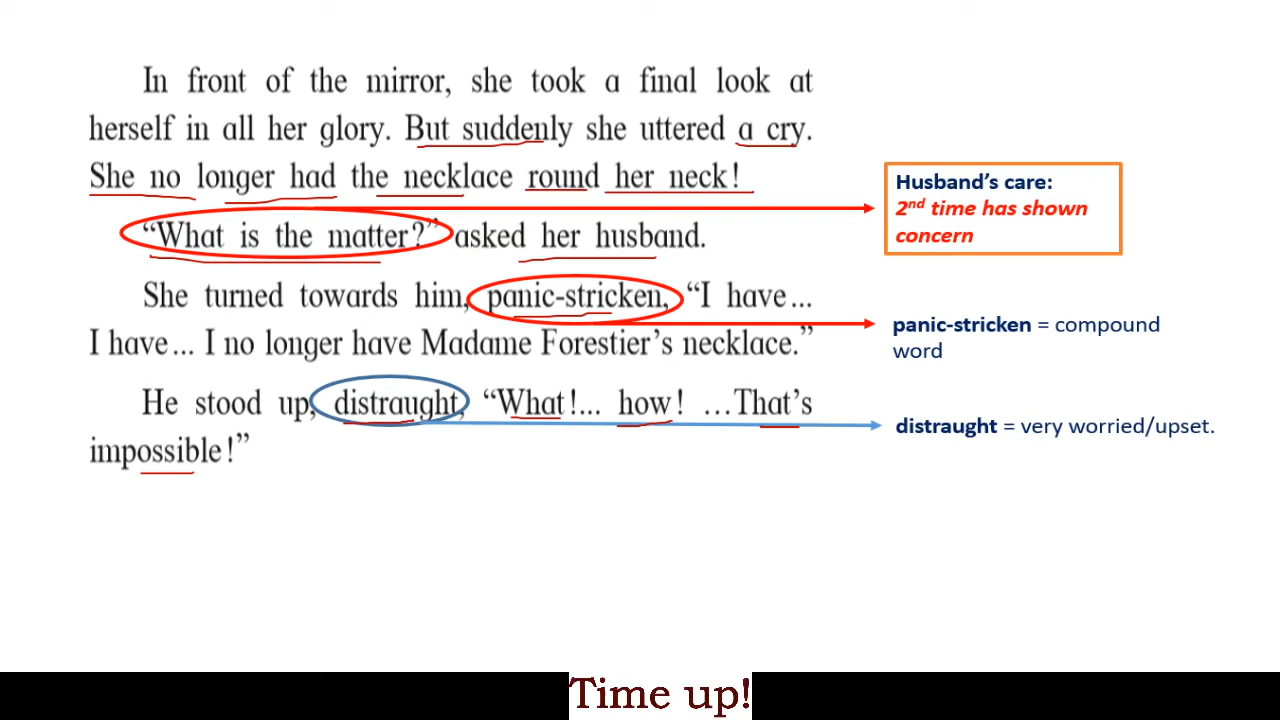 In front of the mirror, she took a final look at
herself in all her glory. But suddenly she uttered a cry.
She no longer had the necklace round her neck!
“What is the matter?” asked her husband.
She turned towards him, panic-stricken, “I have...
I have... I no longer have Madame Forestier’s necklace.”
He stood up, distraught, “What!... how! ...That’s
impossible!”
Husband’s care:
2nd time has shown
concern
panic-stricken = compound
word
distraught = very worried/upset.
Time up!